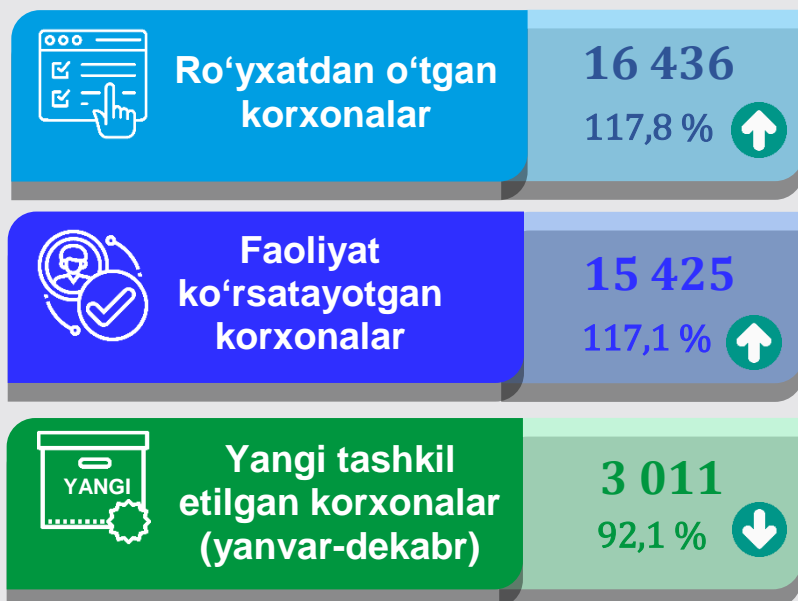 Ro‘yxatdan o‘tgan
korxonalar
16 436
117,8 %
Faoliyat
ko‘rsatayotgan
korxonalar
15 425
117,1 %
YANGI
Yangi tashkil
etilgan korxonalar
(yanvar-dekabr)
3 011
92,1 %